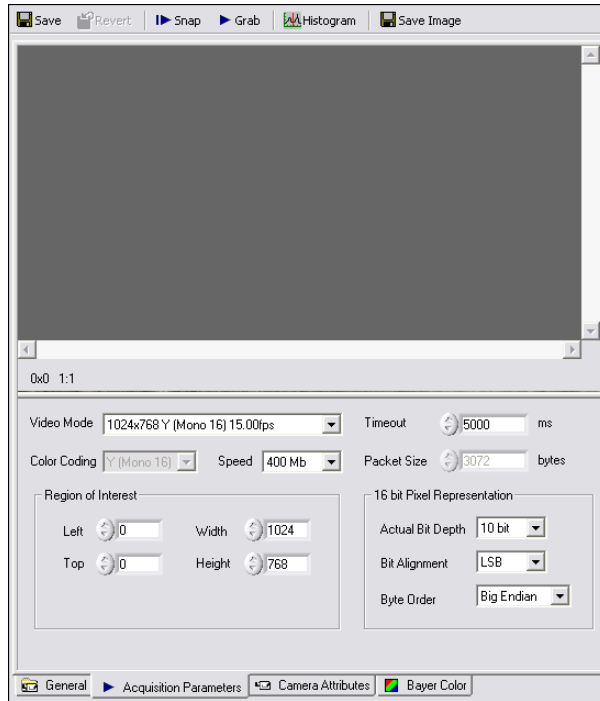 Save Revert Snap Grab Histogram Save Image
0x0 1:1
Video Mode 1024x768 Y (Mono 16) 15.00fps Timeout 5000 ms
Color Coding Y (Mono 16) Speed 400 Mb Packet Size 3072 bytes
Region of Interest 16 bit Pixel Representation
Left 0 Width 1024 Actual Bit Depth 10 bit
Top 0 Height 768 Bit Alignment LSB
Byte Order Big Endian
General Acquisition Parameters Camera Attributes Bayer Color